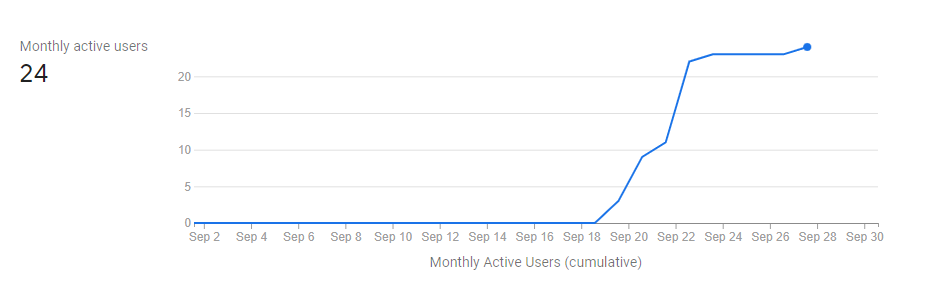 Monthly active users
24
20
15
10
5
0
Sep 2 Sep 4 Sep 6 Sep 8 Sep 10 Sep 12 Sep 14 Sep 16 Sep 18 Sep 20 Sep 22 Sep 24 Sep 26 Sep 28 Sep 30
Monthly Active Users (cumulative)